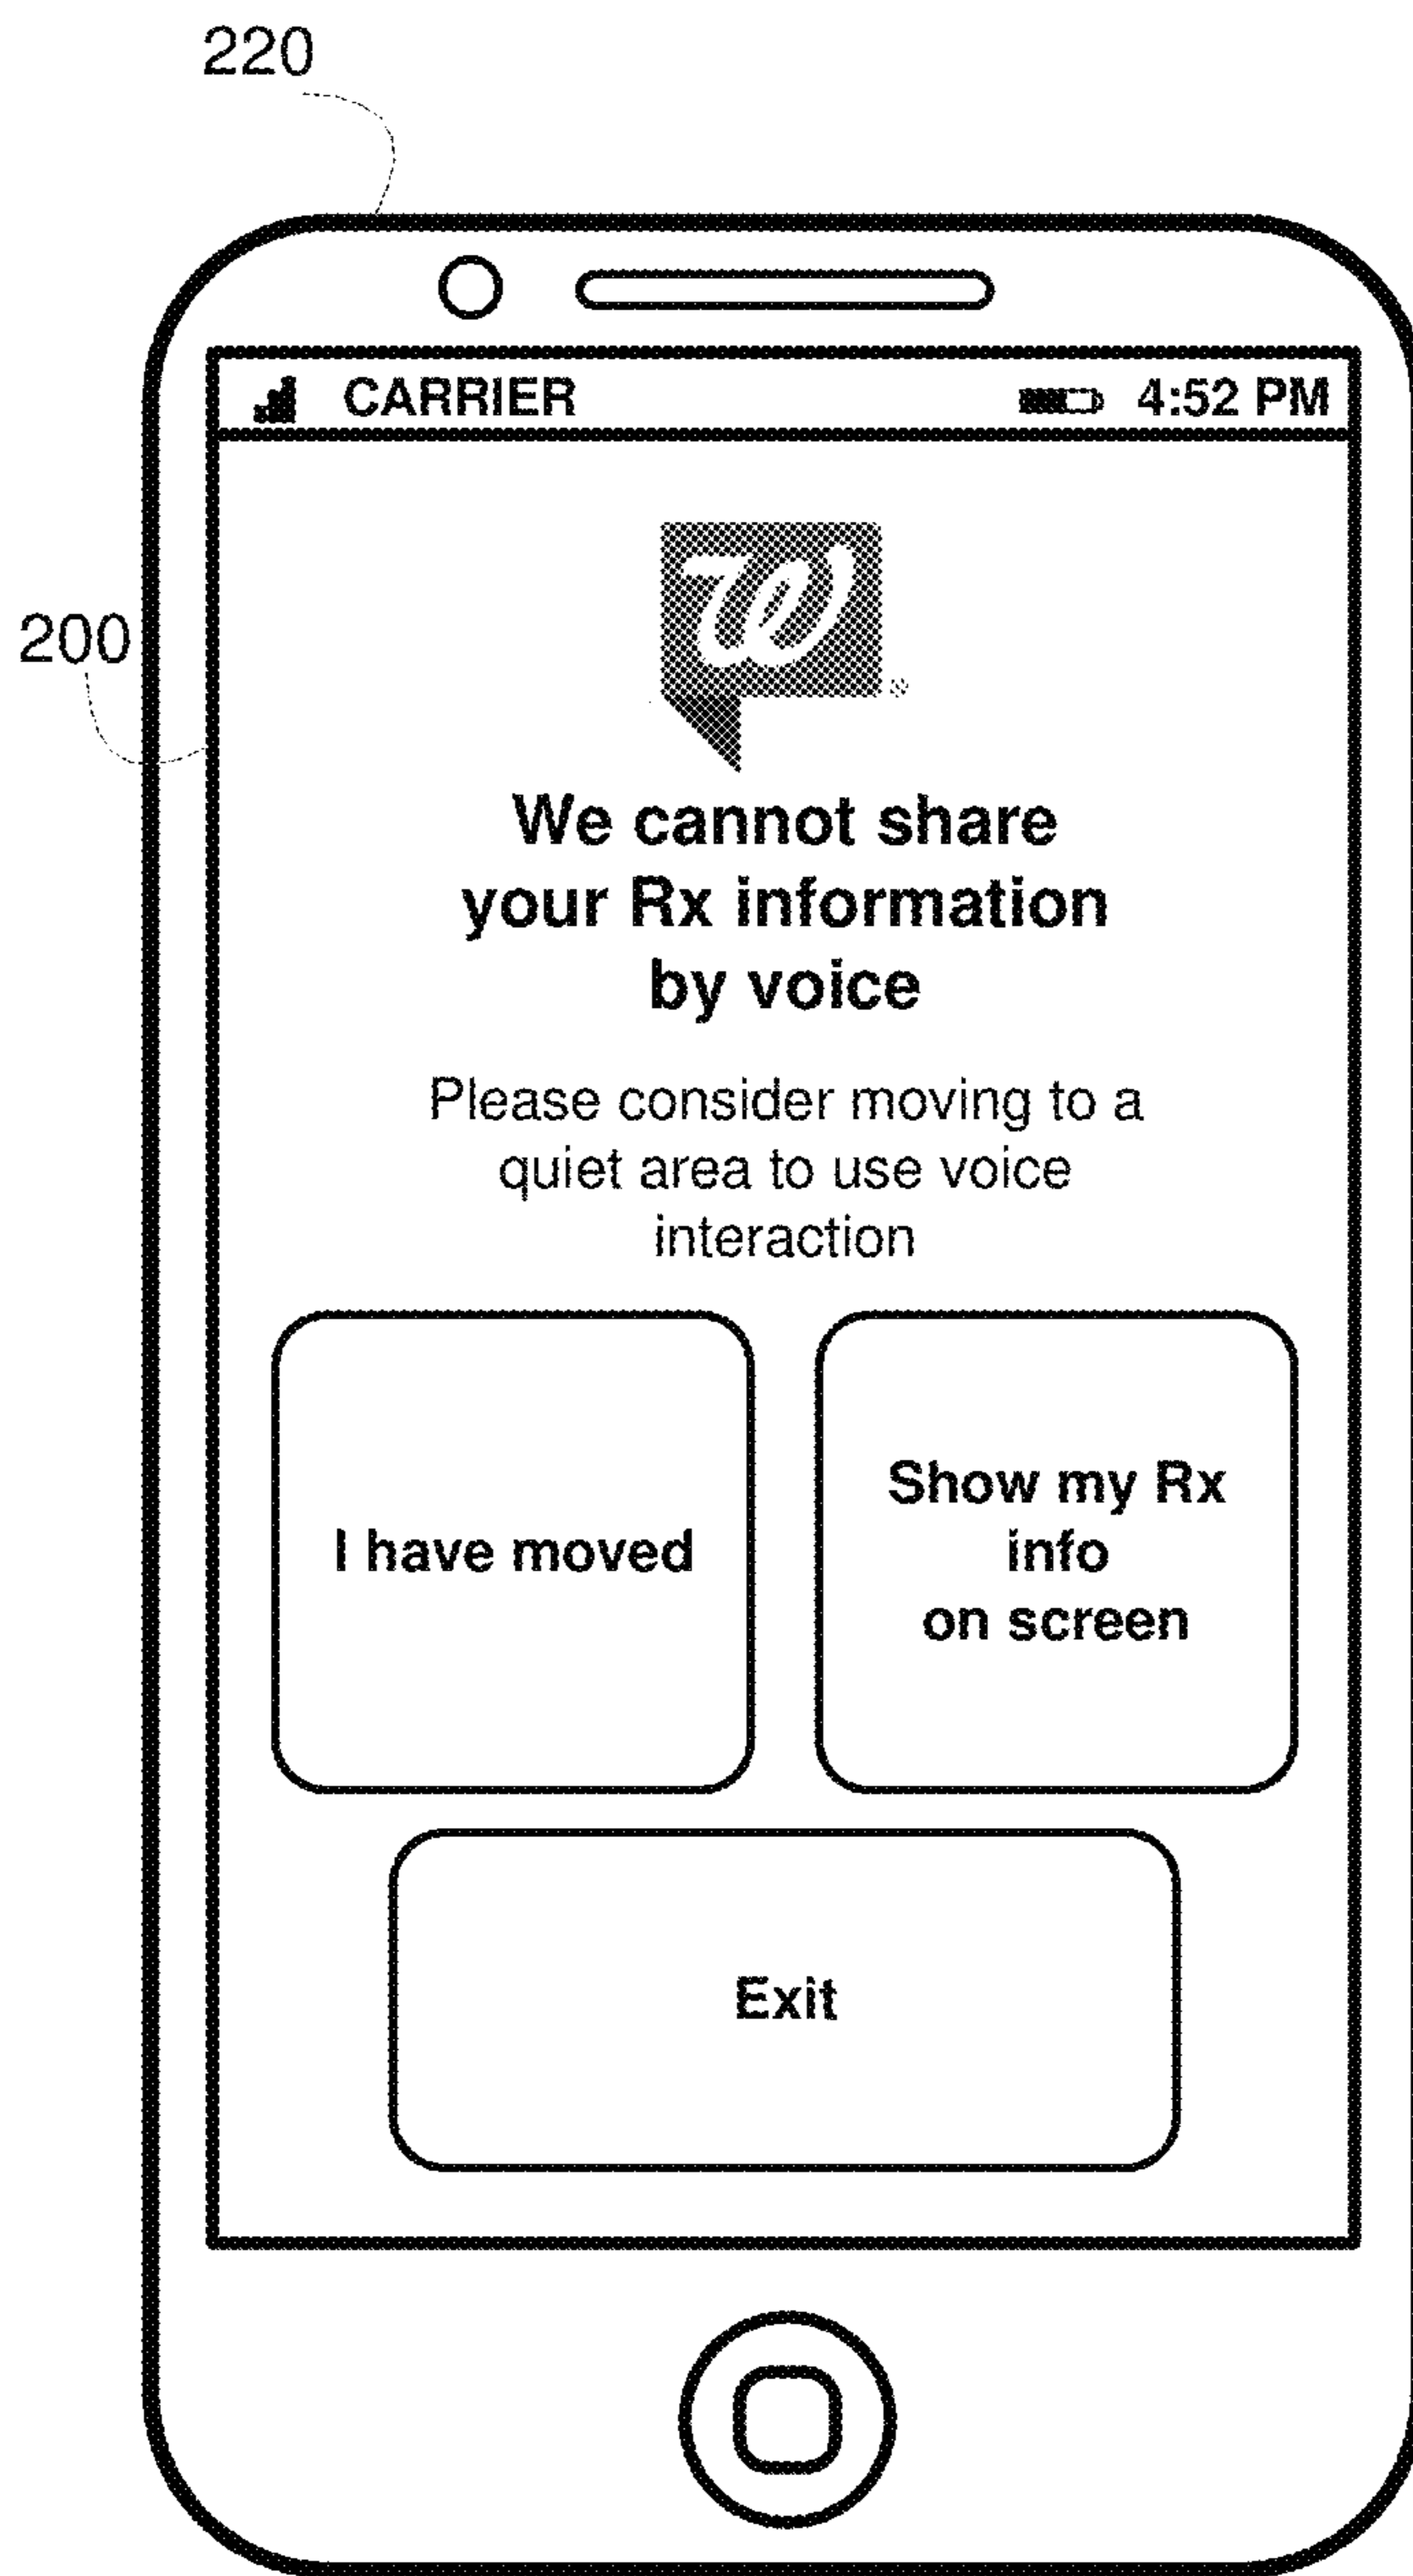 220
CARRIER 4:52 PM
W
®
200
We cannot share
your Rx information
by voice
Please consider moving to a
quiet area to use voice
interaction
I have moved
Show my Rx
info
on screen
Exit